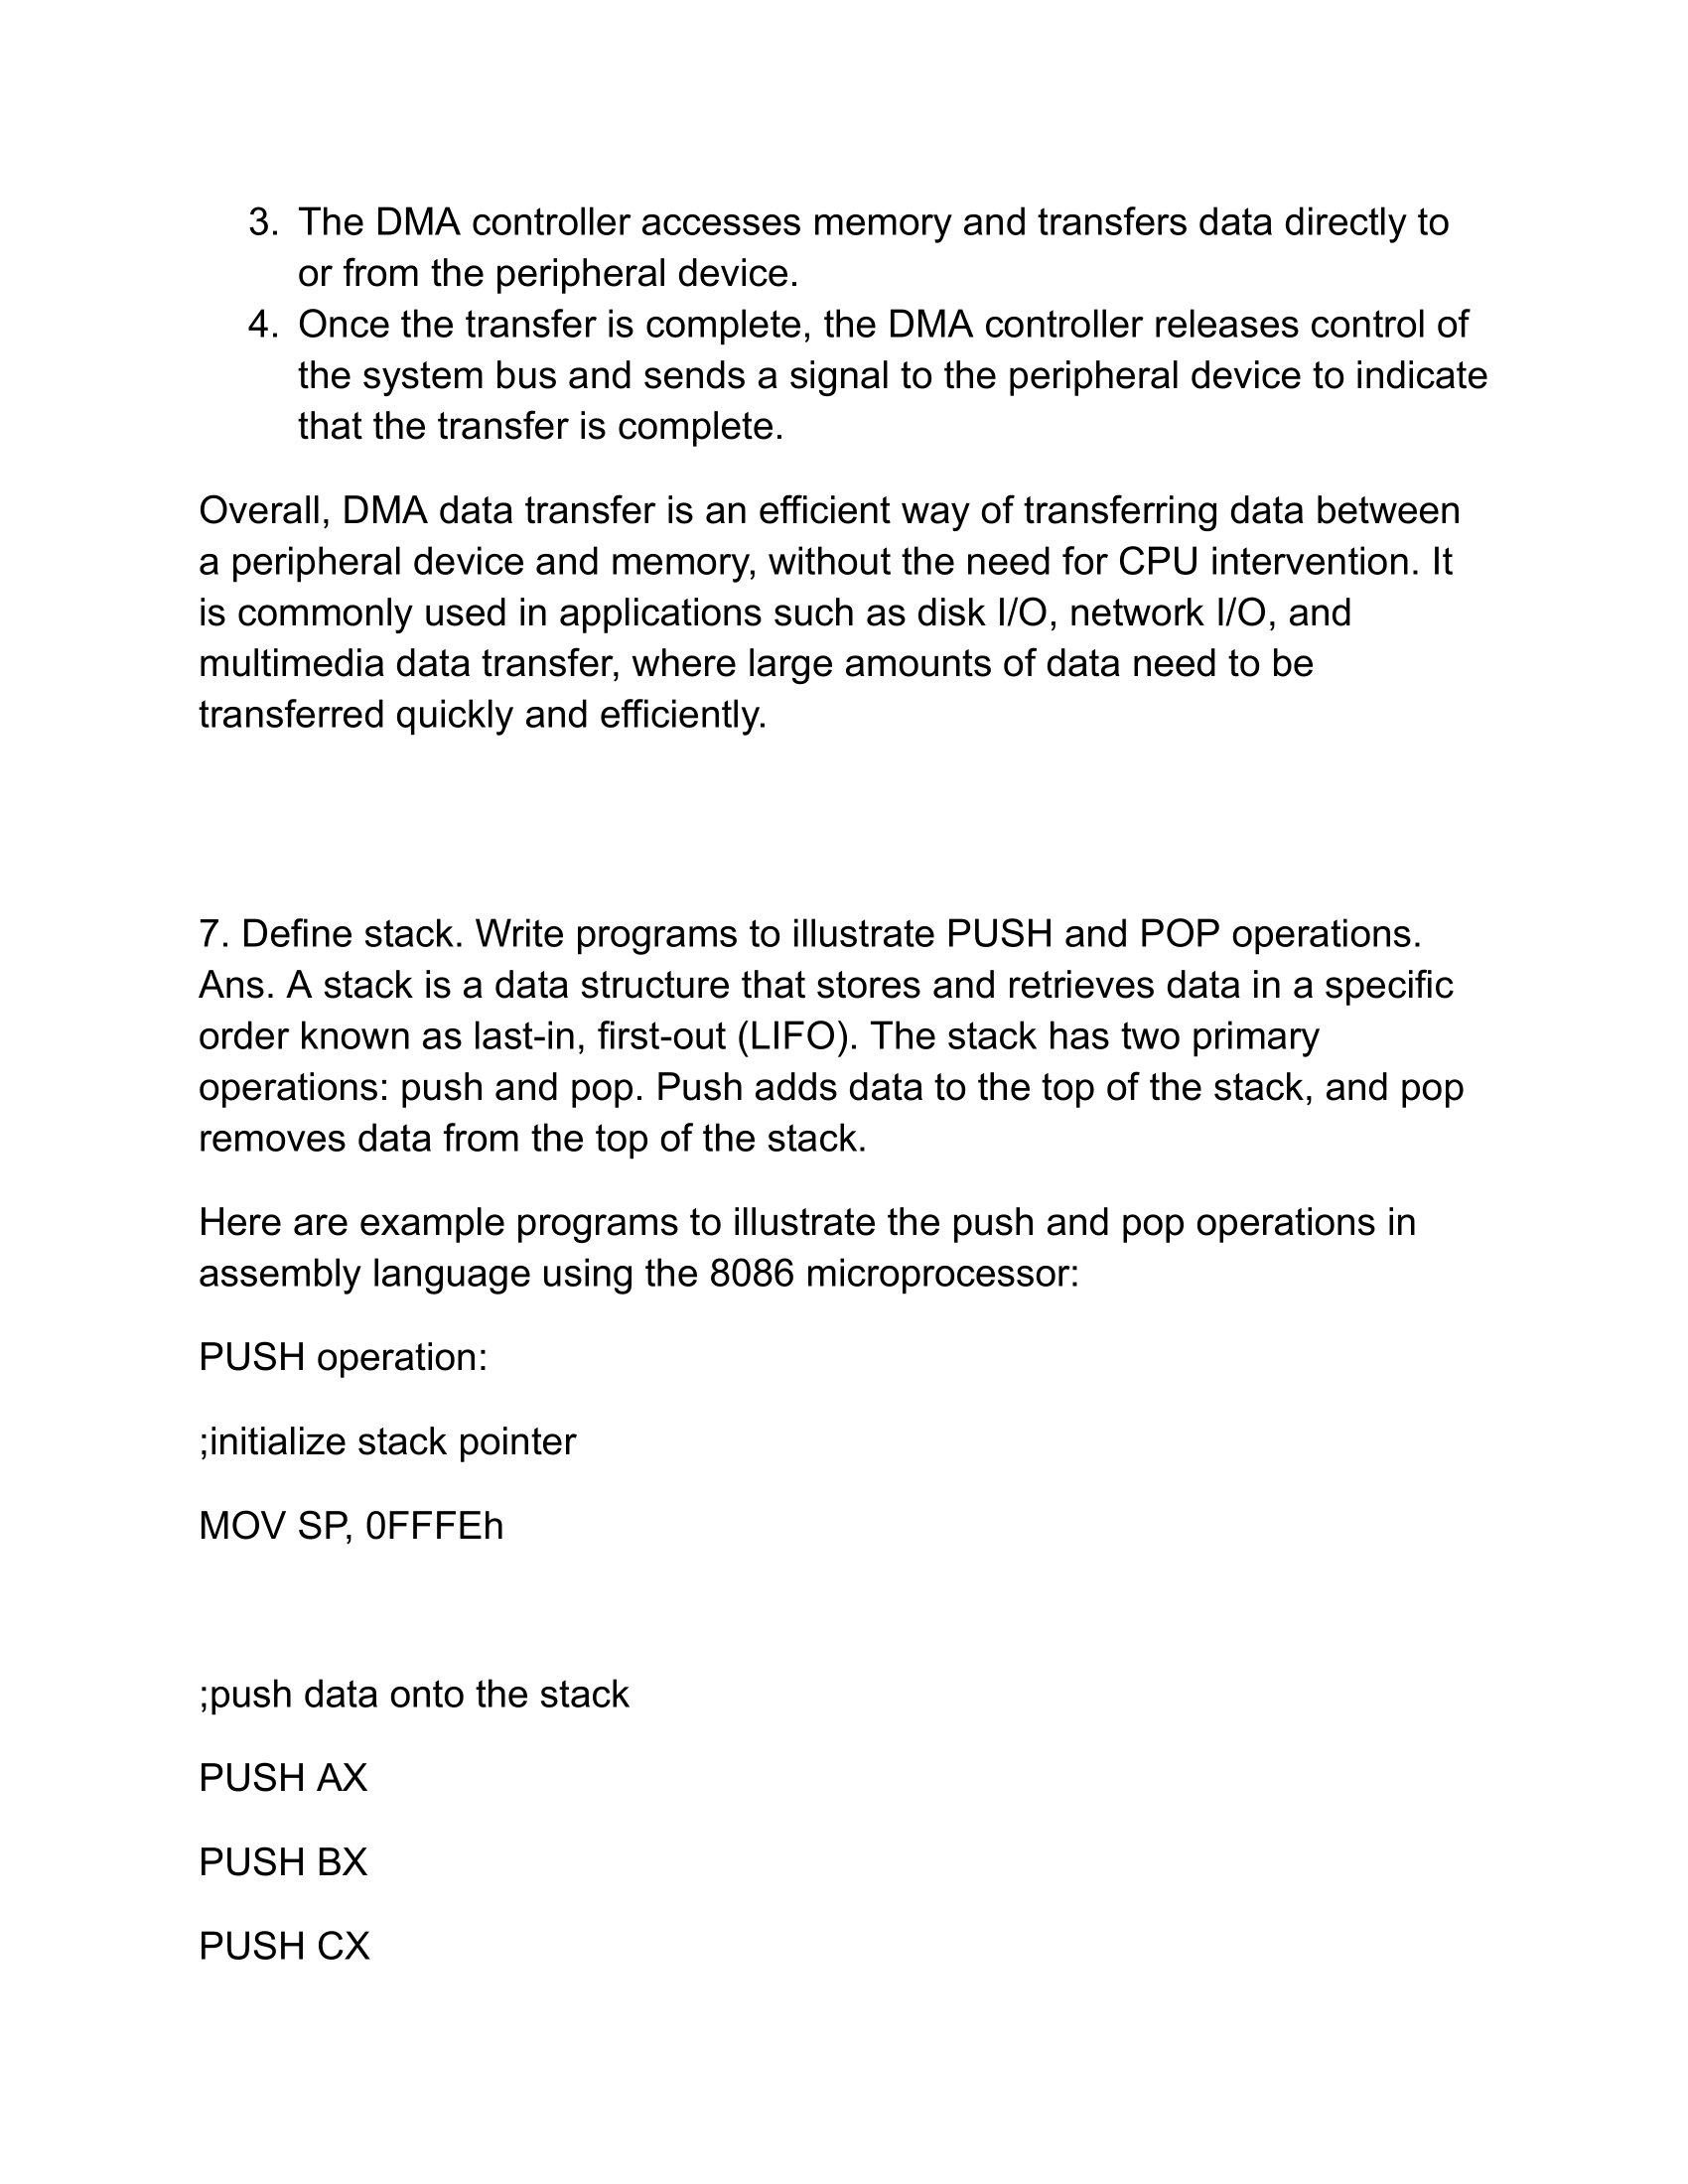 3. The DMA controller accesses memory and transfers data directly to
or from the peripheral device.
4. Once the transfer is complete, the DMA controller releases control of
the system bus and sends a signal to the peripheral device to indicate
that the transfer is complete.
Overall, DMA data transfer is an efficient way of transferring data between
a peripheral device and memory, without the need for CPU intervention. It
is commonly used in applications such as disk I/O, network I/O, and
multimedia data transfer, where large amounts of data need to be
transferred quickly and efficiently.
7. Define stack. Write programs to illustrate PUSH and POP operations.
Ans. A stack is a data structure that stores and retrieves data in a specific
order known as last-in, first-out (LIFO). The stack has two primary
operations: push and pop. Push adds data to the top of the stack, and pop
removes data from the top of the stack.
Here are example programs to illustrate the push and pop operations in
assembly language using the 8086 microprocessor:
PUSH operation:
;initialize stack pointer
MOV SP, 0FFFEh
;push data onto the stack
PUSH AX
PUSH BX
PUSH CX